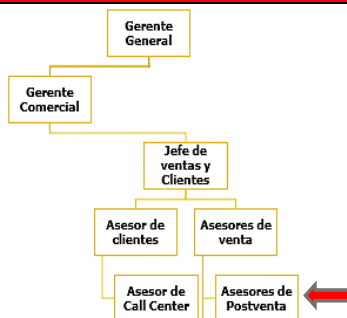 Gerente
General
Gerente
Comercial
Jefe de
ventas y
Clientes
Asesor de
clientes
Asesores de
venta
Asesor de
Call Center
Asesores de
Postventa